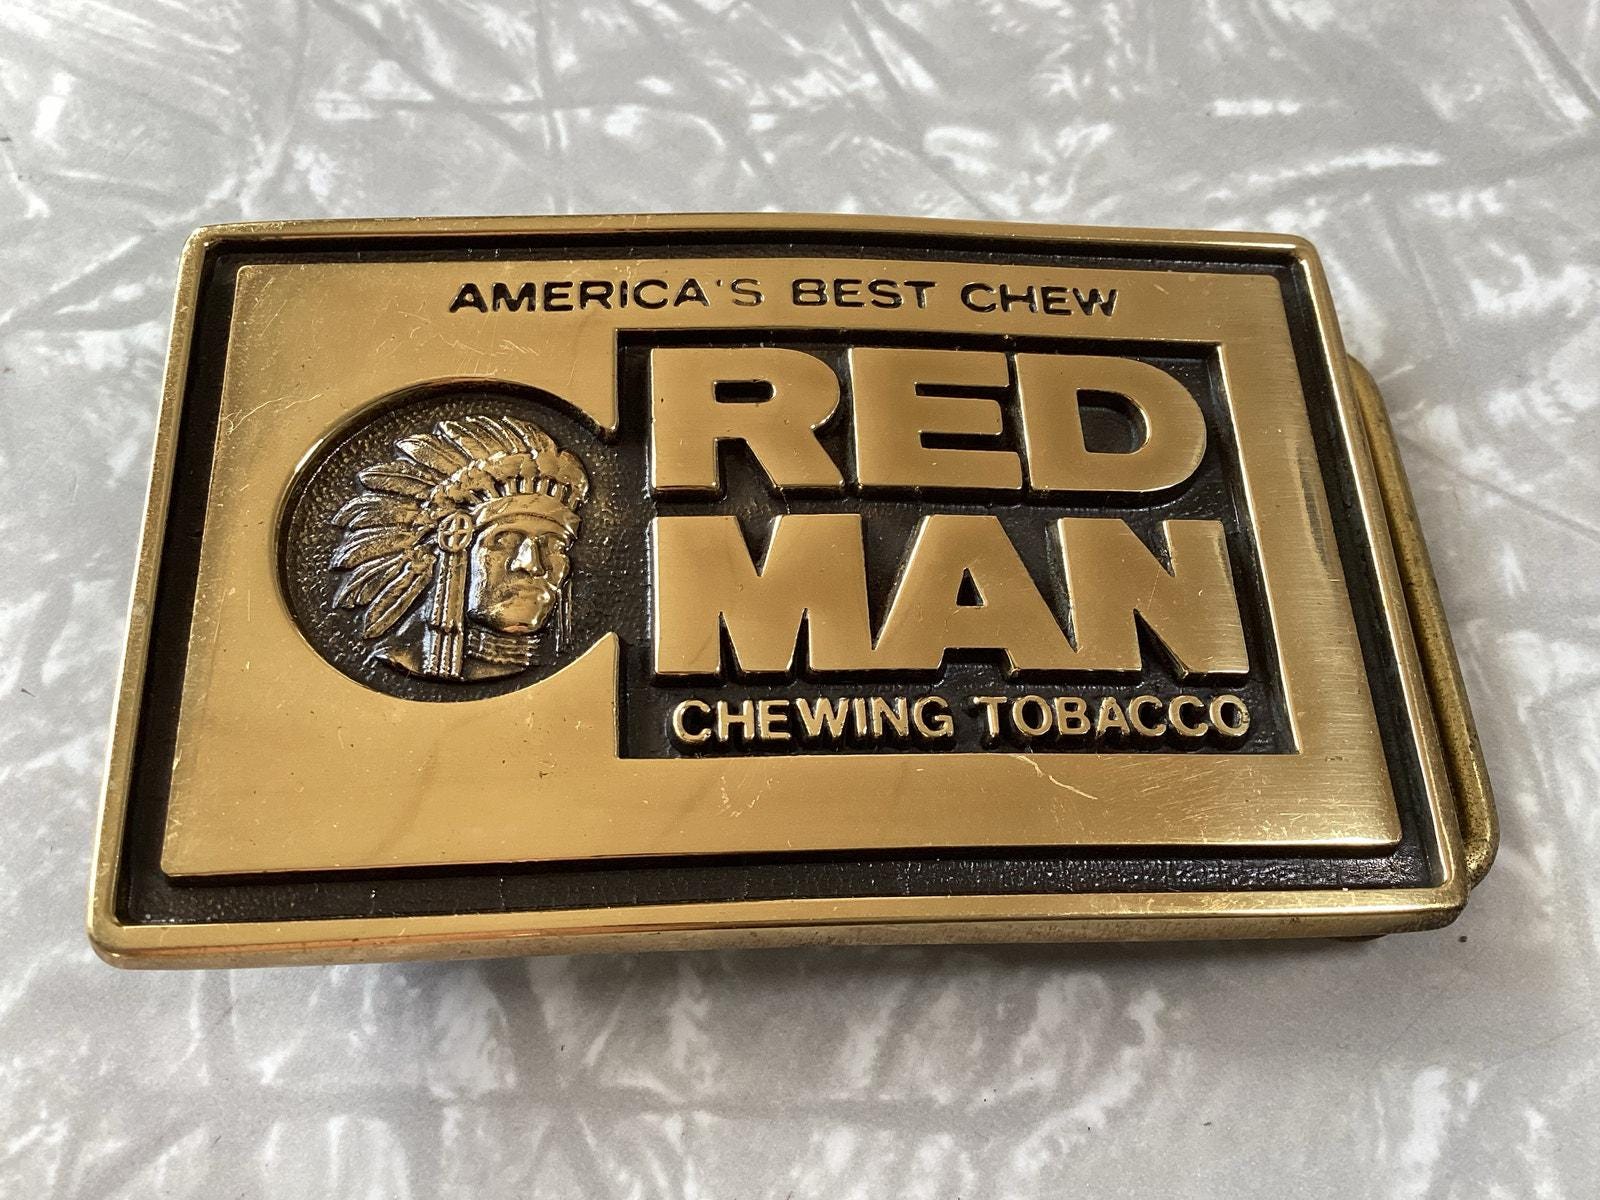 AMERICA'S BEST CHEW
RED
MAN
CHEWING TOBACCO